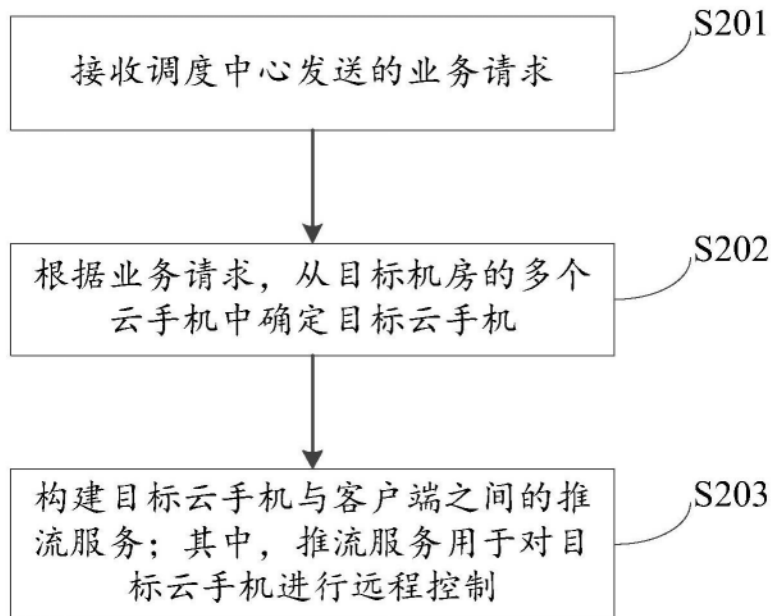 S201
接收调度中心发送的业务请求
S202
根据业务请求，从目标机房的多个
云手机中确定目标云手机
S203
构建目标云手机与客户端之间的推
流服务；其中，推流服务用于对目
标云手机进行远程控制